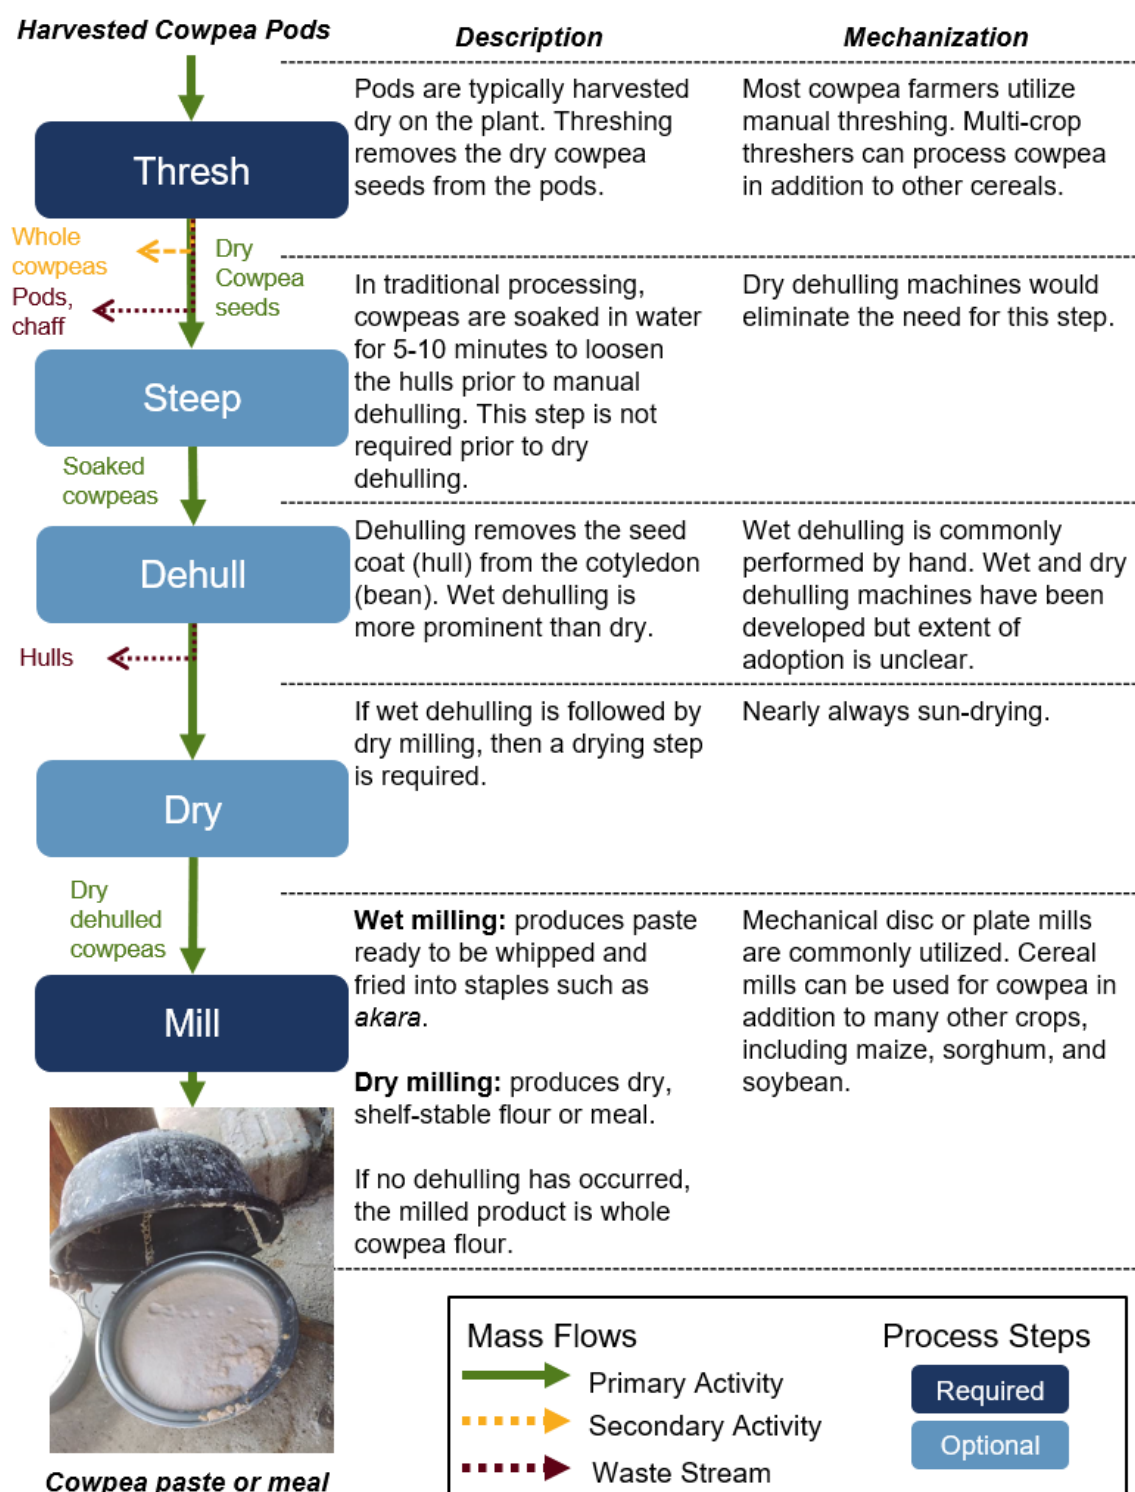 Harvested Cowpea Pods
Description
Mechanization
Thresh
Pods are typically harvested
dry on the plant. Threshing
removes the dry cowpea
seeds from the pods.
Most cowpea farmers utilize
manual threshing. Multi-crop
threshers can process cowpea
in addition to other cereals.
Whole
cowpeas
Pods,
chaff
Dry
Cowpea
seeds
Steep
In traditional processing,
cowpeas are soaked in water
for 5-10 minutes to loosen
the hulls prior to manual
dehulling. This step is not
required prior to dry
dehulling.
Dry dehulling machines would
eliminate the need for this step.
Soaked
cowpeas
Dehull
Dehulling removes the seed
coat (hull) from the cotyledon
(bean). Wet dehulling is
more prominent than dry.
Wet dehulling is commonly
performed by hand. Wet and dry
dehulling machines have been
developed but extent of
adoption is unclear.
Hulls
Dry
If wet dehulling is followed by
dry milling, then a drying step
is required.
Nearly always sun-drying.
Dry
dehulled
cowpeas
Mill
Wet milling: produces paste
ready to be whipped and
fried into staples such as
akara.
Dry milling: produces dry,
shelf-stable flour or meal.
If no dehulling has occurred,
the milled product is whole
cowpea flour.
Mechanical disc or plate mills
are commonly utilized. Cereal
mills can be used for cowpea in
addition to many other crops,
including maize, sorghum, and
soybean.
Cowpea paste or meal
Mass Flows
Primary Activity
Secondary Activity
Waste Stream
Process Steps
Required
Optional